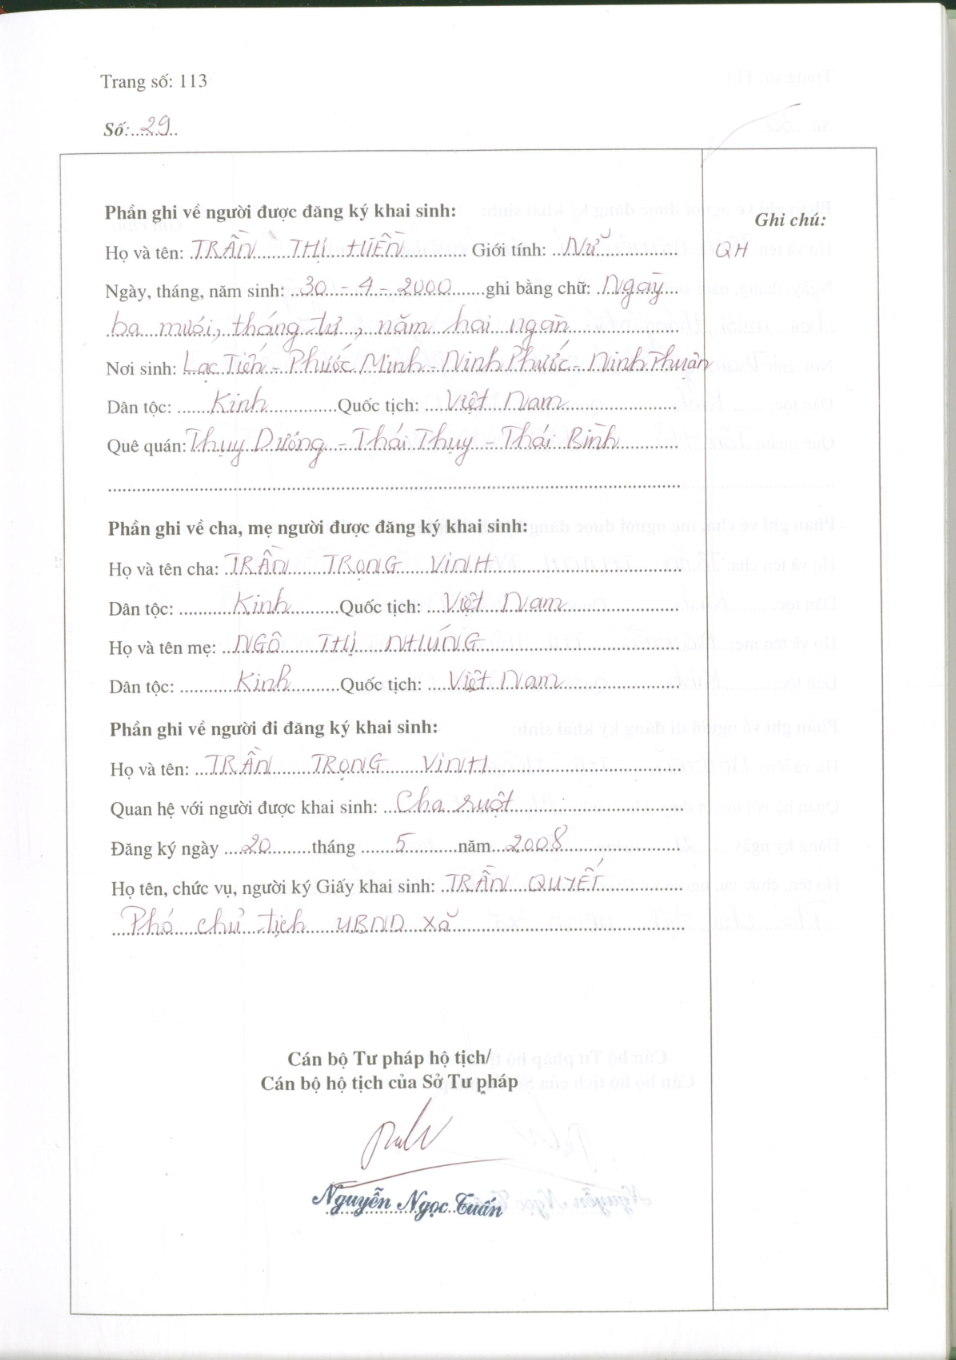 Trang số: 113
Số: 29
Phần ghi về người được đăng ký khai sinh:
Ghi chú:
Họ và tên: TRẦN THỊ HIỀN Giới tính: Nữ
QH
Ngày, tháng, năm sinh: 30 - 4 - 2000 ghi bằng chữ: Ngày
ba mươi, tháng tư, năm hai ngàn
Nơi sinh: Lạc Tiến - Phước Minh - Ninh Phước - Ninh Thuận
Dân tộc: Kinh Quốc tịch: Việt Nam
Quê quán: Thụy Dương - Thái Thụy - Thái Bình
Phần ghi về cha, mẹ người được đăng ký khai sinh:
Họ và tên cha: TRẦN TRỌNG VINH
Dân tộc: Kinh Quốc tịch: Việt Nam
Họ và tên mẹ: NGÔ THỊ NHUNG
Dân tộc: Kinh Quốc tịch: Việt Nam
Phần ghi về người đi đăng ký khai sinh:
Họ và tên: TRẦN TRỌNG VINH
Quan hệ với người được khai sinh: Cha ruột
Đăng ký ngày 20 tháng 5 năm 2008
Họ tên, chức vụ, người ký Giấy khai sinh: TRẦN QUYẾT
Phó chủ tịch UBND xã
Cán bộ Tư pháp hộ tịch/
Cán bộ hộ tịch của Sở Tư pháp
Nguyễn Ngọc Tuấn